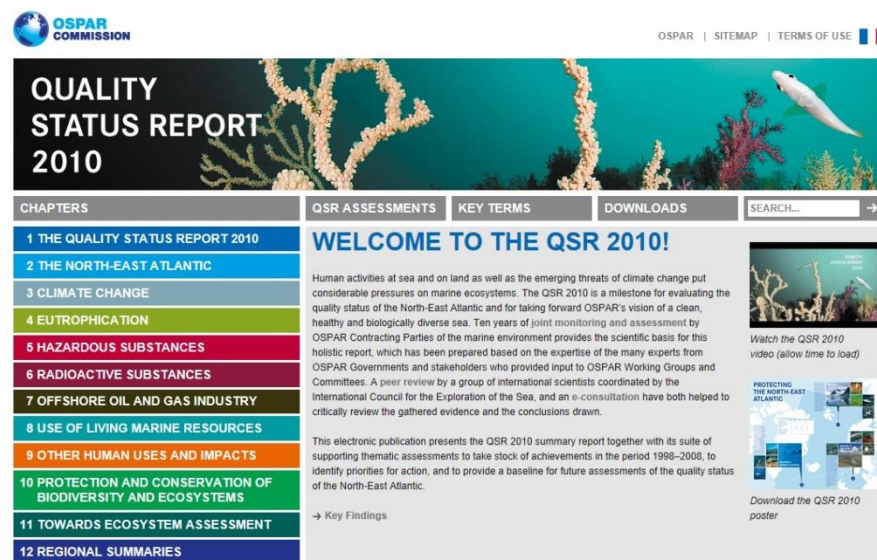 OSPAR
COMMISSION
OSPAR | SITEMAP | TERMS OF USE
QUALITY
STATUS REPORT
2010
CHAPTERS
QSR ASSESSMENTS
KEY TERMS
DOWNLOADS
SEARCH...
1 THE QUALITY STATUS REPORT 2010
2 THE NORTH-EAST ATLANTIC
3 CLIMATE CHANGE
4 EUTROPHICATION
5 HAZARDOUS SUBSTANCES
6 RADIOACTIVE SUBSTANCES
7 OFFSHORE OIL AND GAS INDUSTRY
8 USE OF LIVING MARINE RESOURCES
9 OTHER HUMAN USES AND IMPACTS
10 PROTECTION AND CONSERVATION OF
BIODIVERSITY AND ECOSYSTEMS
11 TOWARDS ECOSYSTEM ASSESSMENT
12 REGIONAL SUMMARIES
WELCOME TO THE QSR 2010!
Human activities at sea and on land as well as the emerging threats of climate change put
considerable pressures on marine ecosystems. The QSR 2010 is a milestone for evaluating the
quality status of the North-East Atlantic and for taking forward OSPAR's vision of a clean,
healthy and biologically diverse sea. Ten years of joint monitoring and assessment by
OSPAR Contracting Parties of the marine environment provides the scientific basis for this
holistic report, which has been prepared based on the expertise of the many experts from
OSPAR Governments and stakeholders who provided input to OSPAR Working Groups and
Committees. A peer review by a group of international scientists coordinated by the
International Council for the Exploration of the Sea, and an e-consultation have both helped to
critically review the gathered evidence and the conclusions drawn.
This electronic publication presents the QSR 2010 summary report together with its suite of
supporting thematic assessments to take stock of achievements in the period 1998–2008, to
identify priorities for action, and to provide a baseline for future assessments of the quality status
of the North-East Atlantic.
→ Key Findings
QUALITY
STATUS REPORT
2010
Watch the QSR 2010
video (allow time to load)
PROTECTING
THE NORTH-EAST
ATLANTIC
Download the QSR 2010
poster